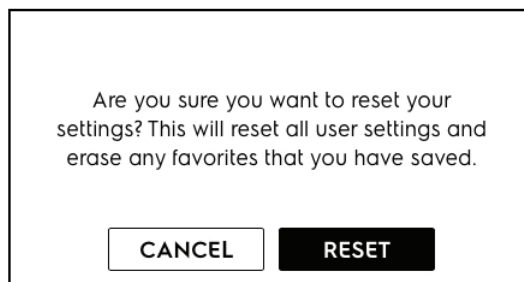 Are you sure you want to reset your
settings? This will reset all user settings and
erase any favorites that you have saved.
CANCEL
RESET